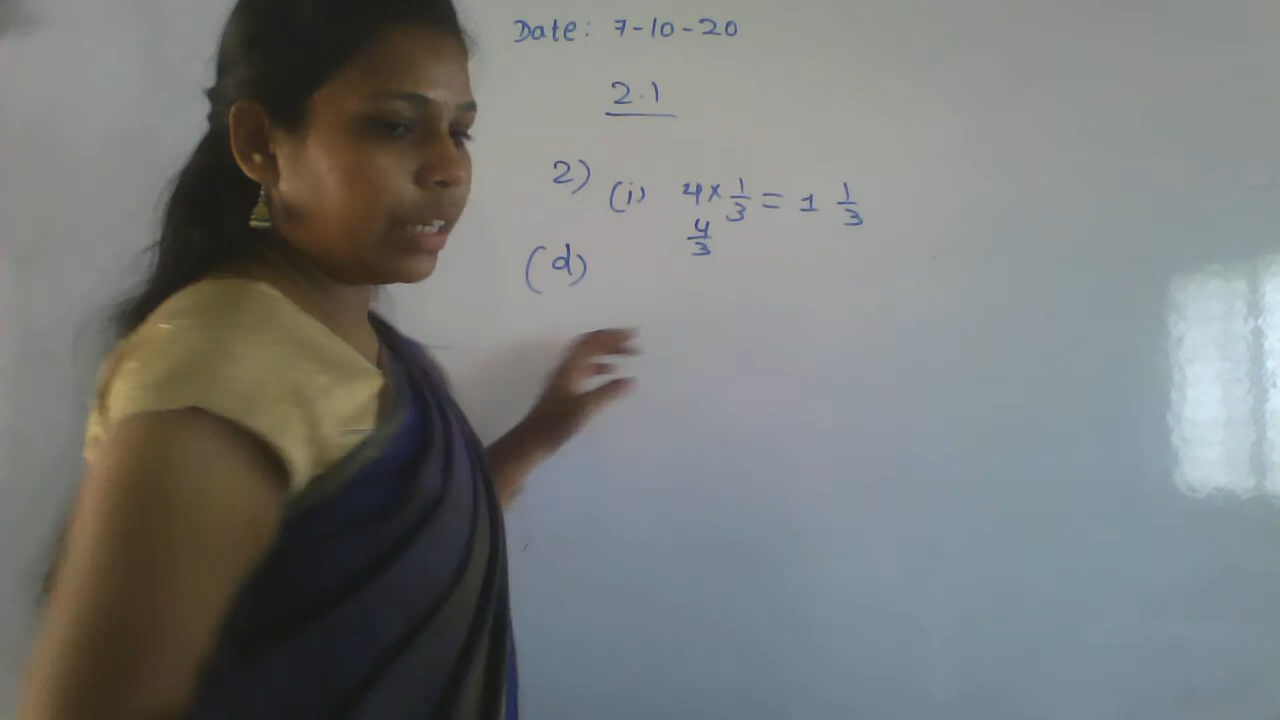 Date: 7-10-20
2.1
2) (i) 4 × 1/3 = 1 1/3
4/3
(d)